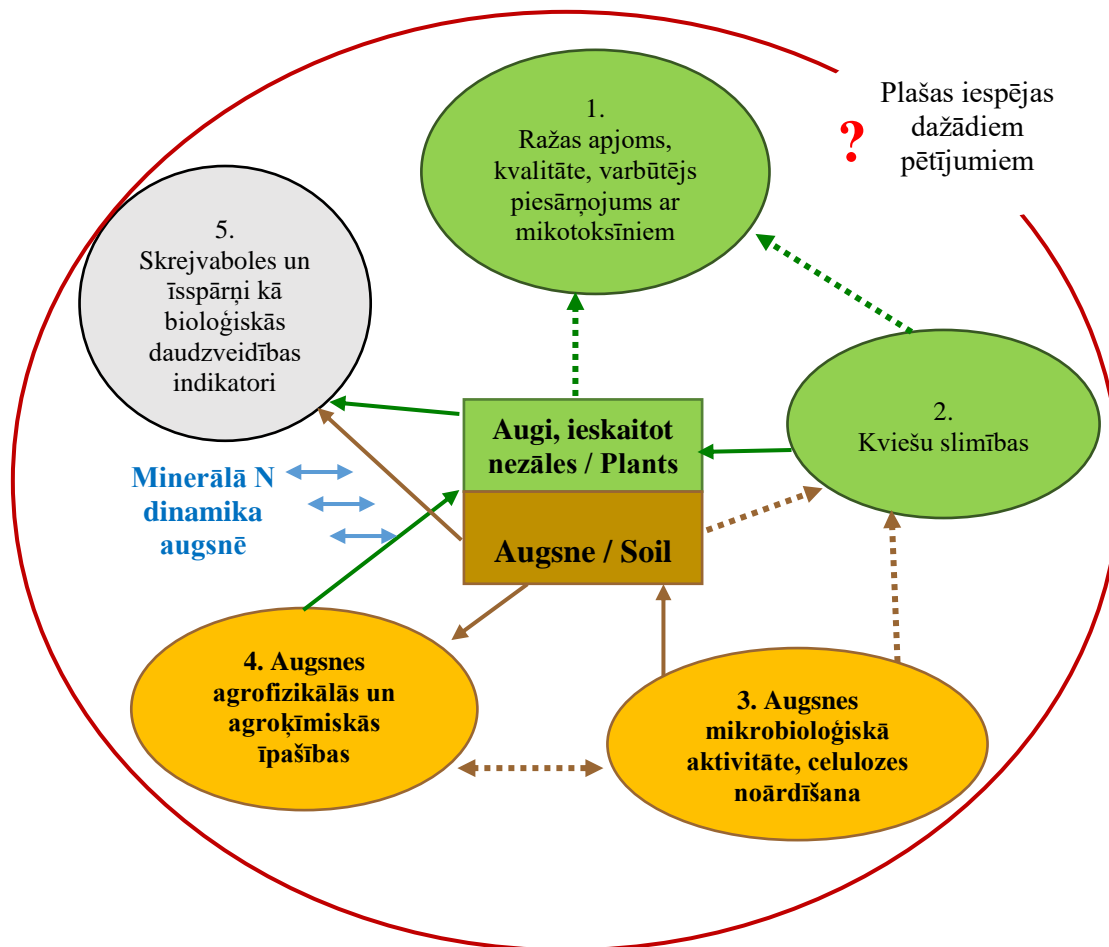 1.
Ražas apjoms,
kvalitāte, varbūtējs
piesārņojums ar
mikotoksīniem
?
Plašas iespējas
dažādiem
pētījumiem
5.
Skrejvaboles un
īsspārņi kā
bioloģiskās
daudzveidības
indikatori
2.
Kviešu slimības
Augi, ieskaitot
nezāles / Plants
Augsne / Soil
Minerālā N
dinamika
augsnē
4. Augsnes
agrofizikālās un
agroķīmiskās
īpašības
3. Augsnes
mikrobioloģiskā
aktivitāte, celulozes
noārdīšana